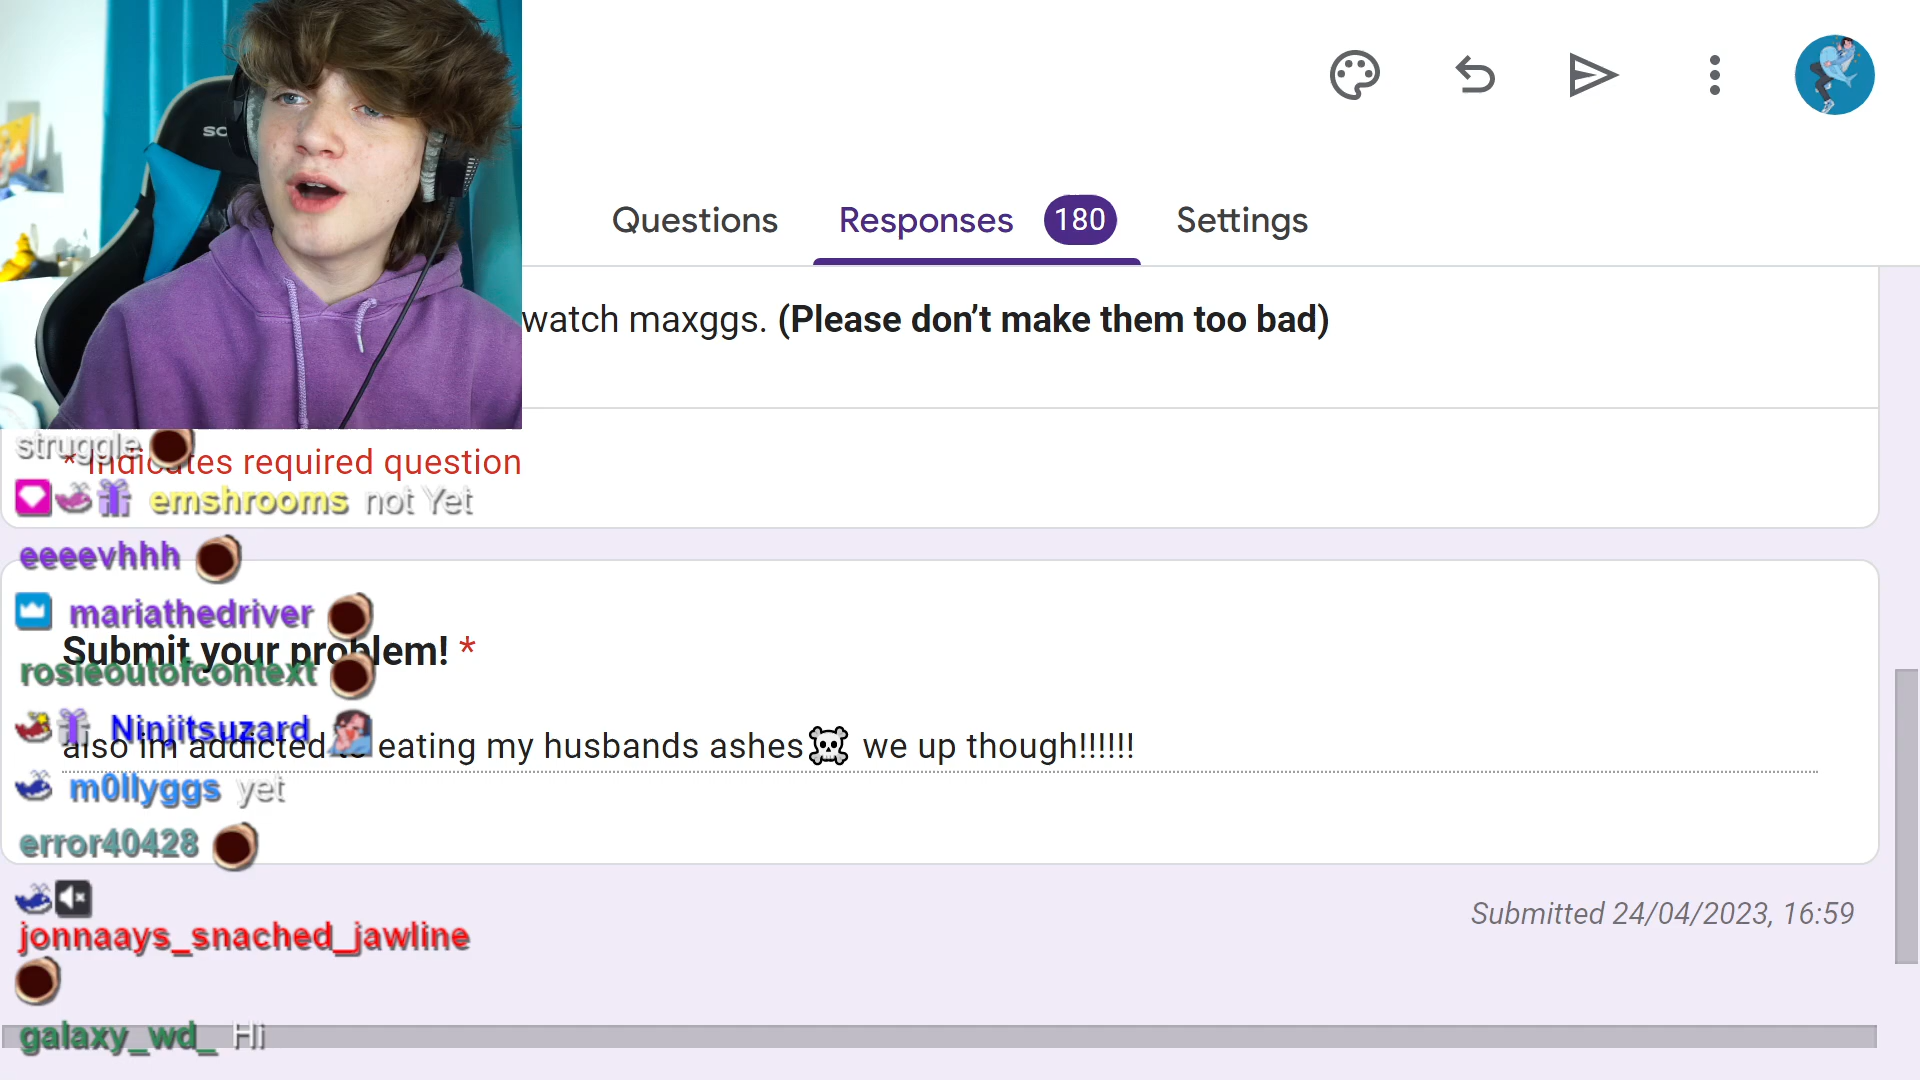 SC
Questions
Responses
180
Settings
watch maxggs. (Please don't make them too bad)
struggle
* Indicates required question
emshrooms not Yet
eeeevhhh
mariathedriver
Submit your problem! *
rosieoutofcontext
Ninjitsuzard
also im addicted to eating my husbands ashes☠️ we up though!!!!!!
m0llyggs yet
error40428
Submitted 24/04/2023, 16:59
jonnaays_snached_jawline
galaxy_wd_ Hi